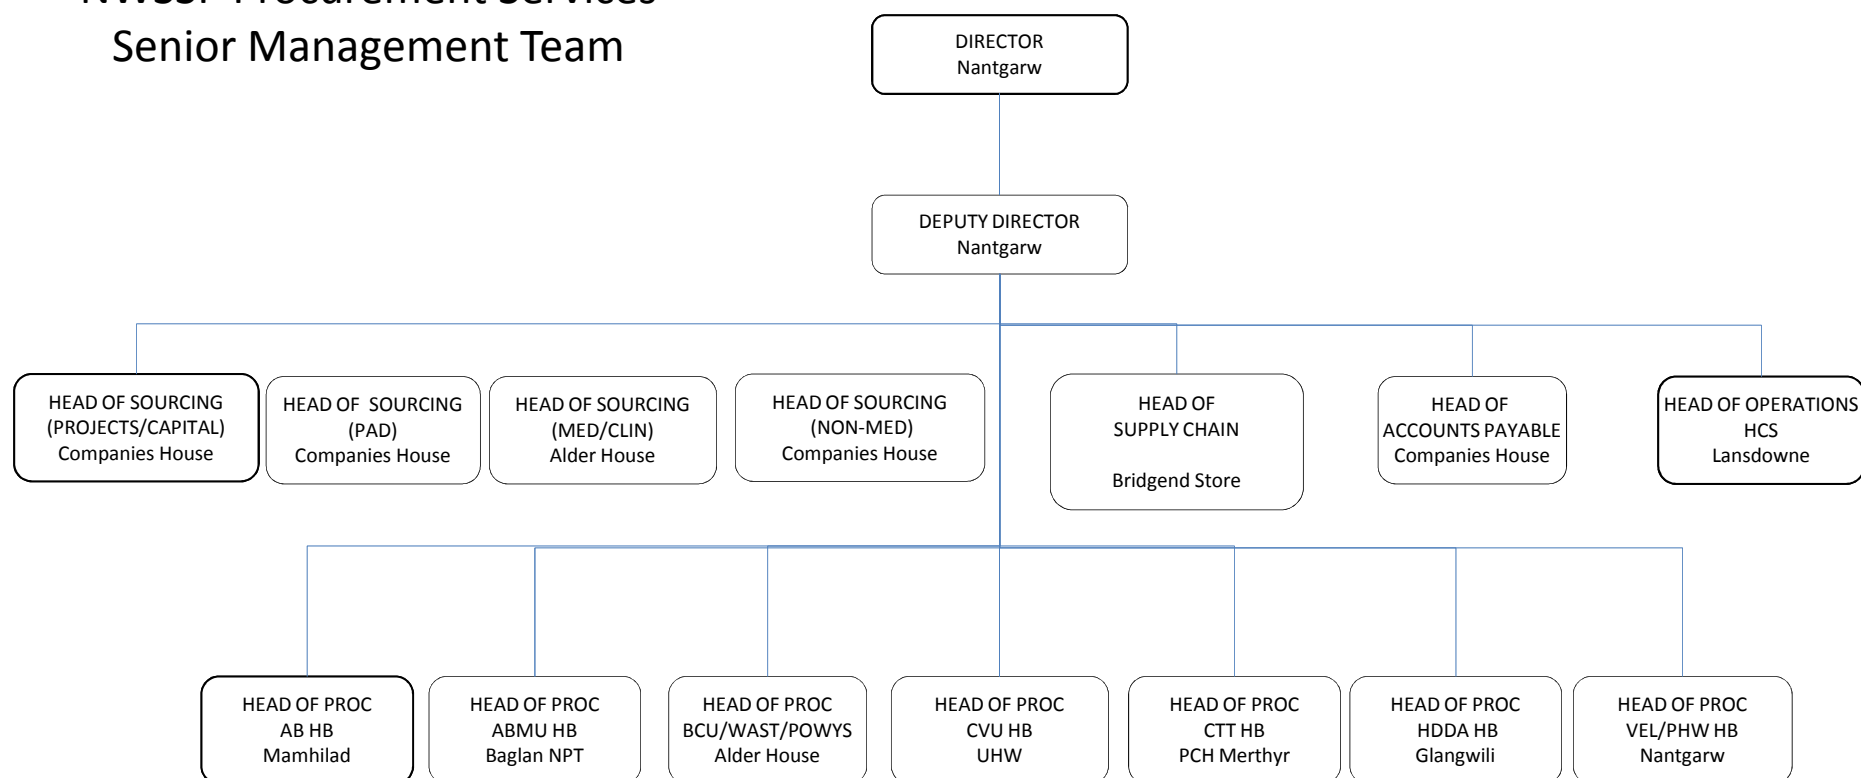 NWSSP Procurement Services
Senior Management Team
DIRECTOR
Nantgarw
DEPUTY DIRECTOR
Nantgarw
HEAD OF SOURCING
(PROJECTS/CAPITAL)
Companies House
HEAD OF SOURCING
(PAD)
Companies House
HEAD OF SOURCING
(MED/CLIN)
Alder House
HEAD OF SOURCING
(NON-MED)
Companies House
HEAD OF
SUPPLY CHAIN
Bridgend Store
HEAD OF
ACCOUNTS PAYABLE
Companies House
HEAD OF OPERATIONS
HCS
Lansdowne
HEAD OF PROC
AB HB
Mamhilad
HEAD OF PROC
ABMU HB
Baglan NPT
HEAD OF PROC
BCU/WAST/POWYS
Alder House
HEAD OF PROC
CVU HB
UHW
HEAD OF PROC
CTT HB
PCH Merthyr
HEAD OF PROC
HDDA HB
Glangwili
HEAD OF PROC
VEL/PHW HB
Nantgarw